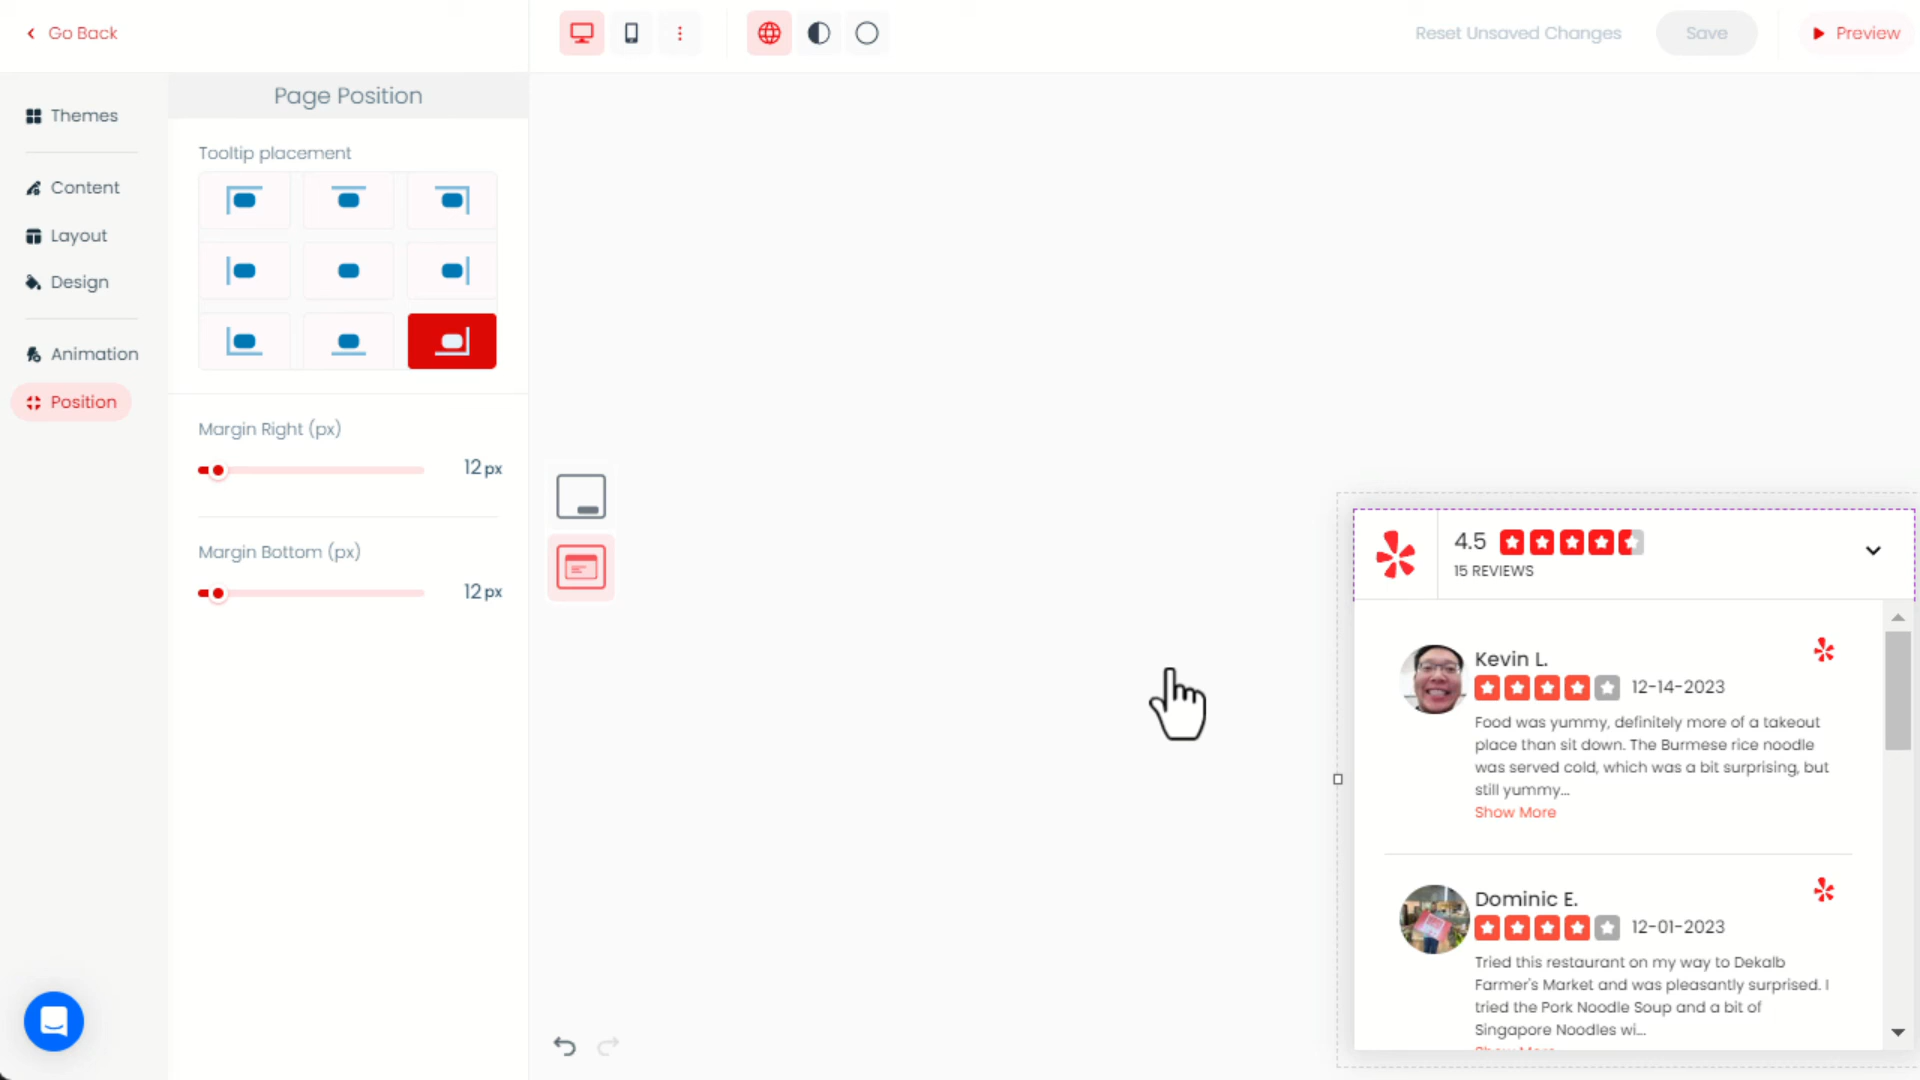 Go Back
Reset Unsaved Changes
Save
Preview
Themes
Content
Layout
Design
Animation
Position
Page Position
Tooltip placement
Margin Right (px)
12 px
Margin Bottom (px)
12 px
4.5
15 REVIEWS
Kevin L.
12-14-2023
Food was yummy, definitely more of a takeout
place than sit down. The Burmese rice noodle
was served cold, which was a bit surprising, but
still yummy...
Show More
Dominic E.
12-01-2023
Tried this restaurant on my way to Dekalb
Farmer's Market and was pleasantly surprised. I
tried the Pork Noodle Soup and a bit of
Singapore Noodles wi...